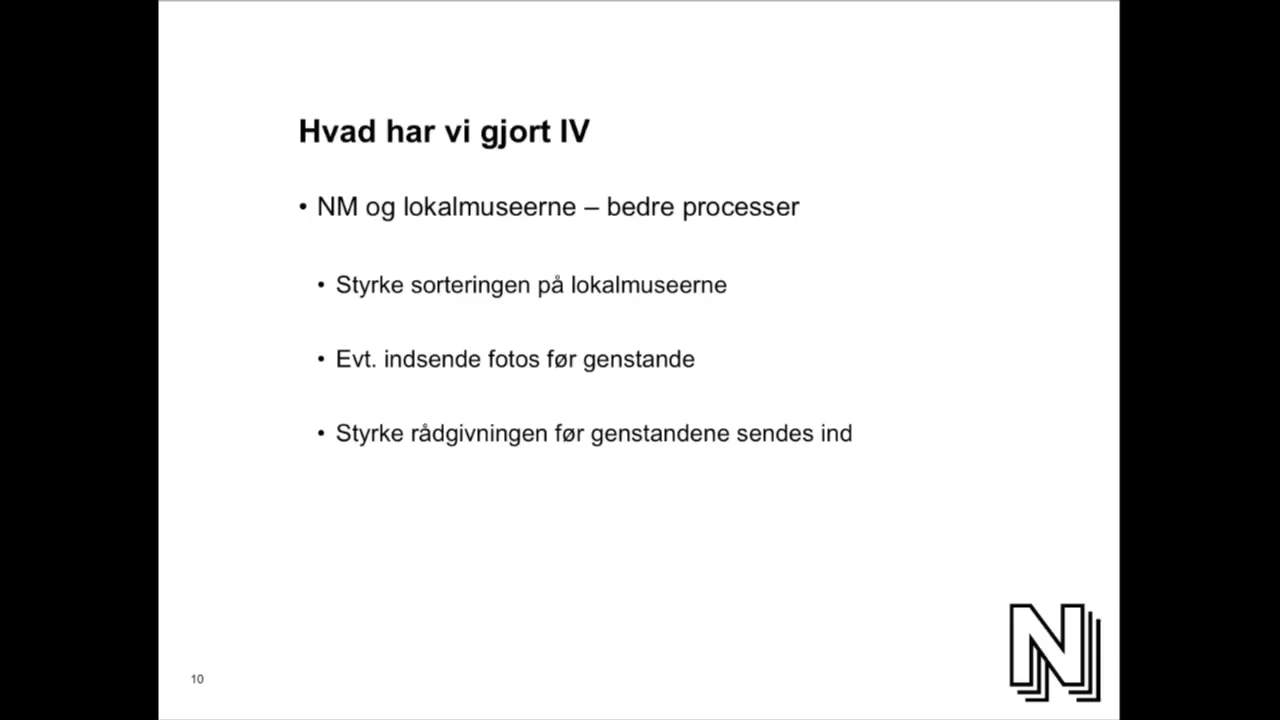 Hvad har vi gjort IV
• NM og lokalmuseerne – bedre processer
• Styrke sorteringen på lokalmuseerne
• Evt. indsende fotos før genstande
• Styrke rådgivningen før genstandene sendes ind
10
N